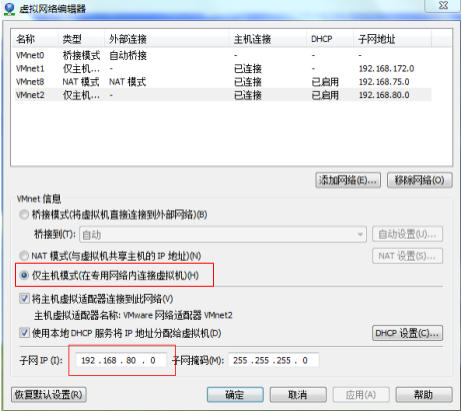 虚拟网络编辑器
名称 类型 外部连接 主机连接 DHCP 子网地址
VMnet0 桥接模式 自动桥接 - - -
VMnet1 仅主机... - 已连接 - 192.168.172.0
VMnet8 NAT 模式 NAT 模式 已连接 已启用 192.168.75.0
VMnet2 仅主机... - 已连接 已启用 192.168.80.0
添加网络(E)... 移除网络(O)
VMnet 信息
桥接模式(将虚拟机直接连接到外部网络)(B)
桥接到(T): 自动 自动设置(U)...
NAT 模式(与虚拟机共享主机的 IP 地址)(N) NAT 设置(S)...
仅主机模式(在专用网络内连接虚拟机)(H)
将主机虚拟适配器连接到此网络(V)
主机虚拟适配器名称: VMware 网络适配器 VMnet2
使用本地 DHCP 服务将 IP 地址分配给虚拟机(D) DHCP 设置(C)...
子网 IP (I): 192 .168 . 80 . 0 子网掩码(M): 255 .255 .255 . 0
恢复默认设置(R) 确定 取消 应用(A) 帮助